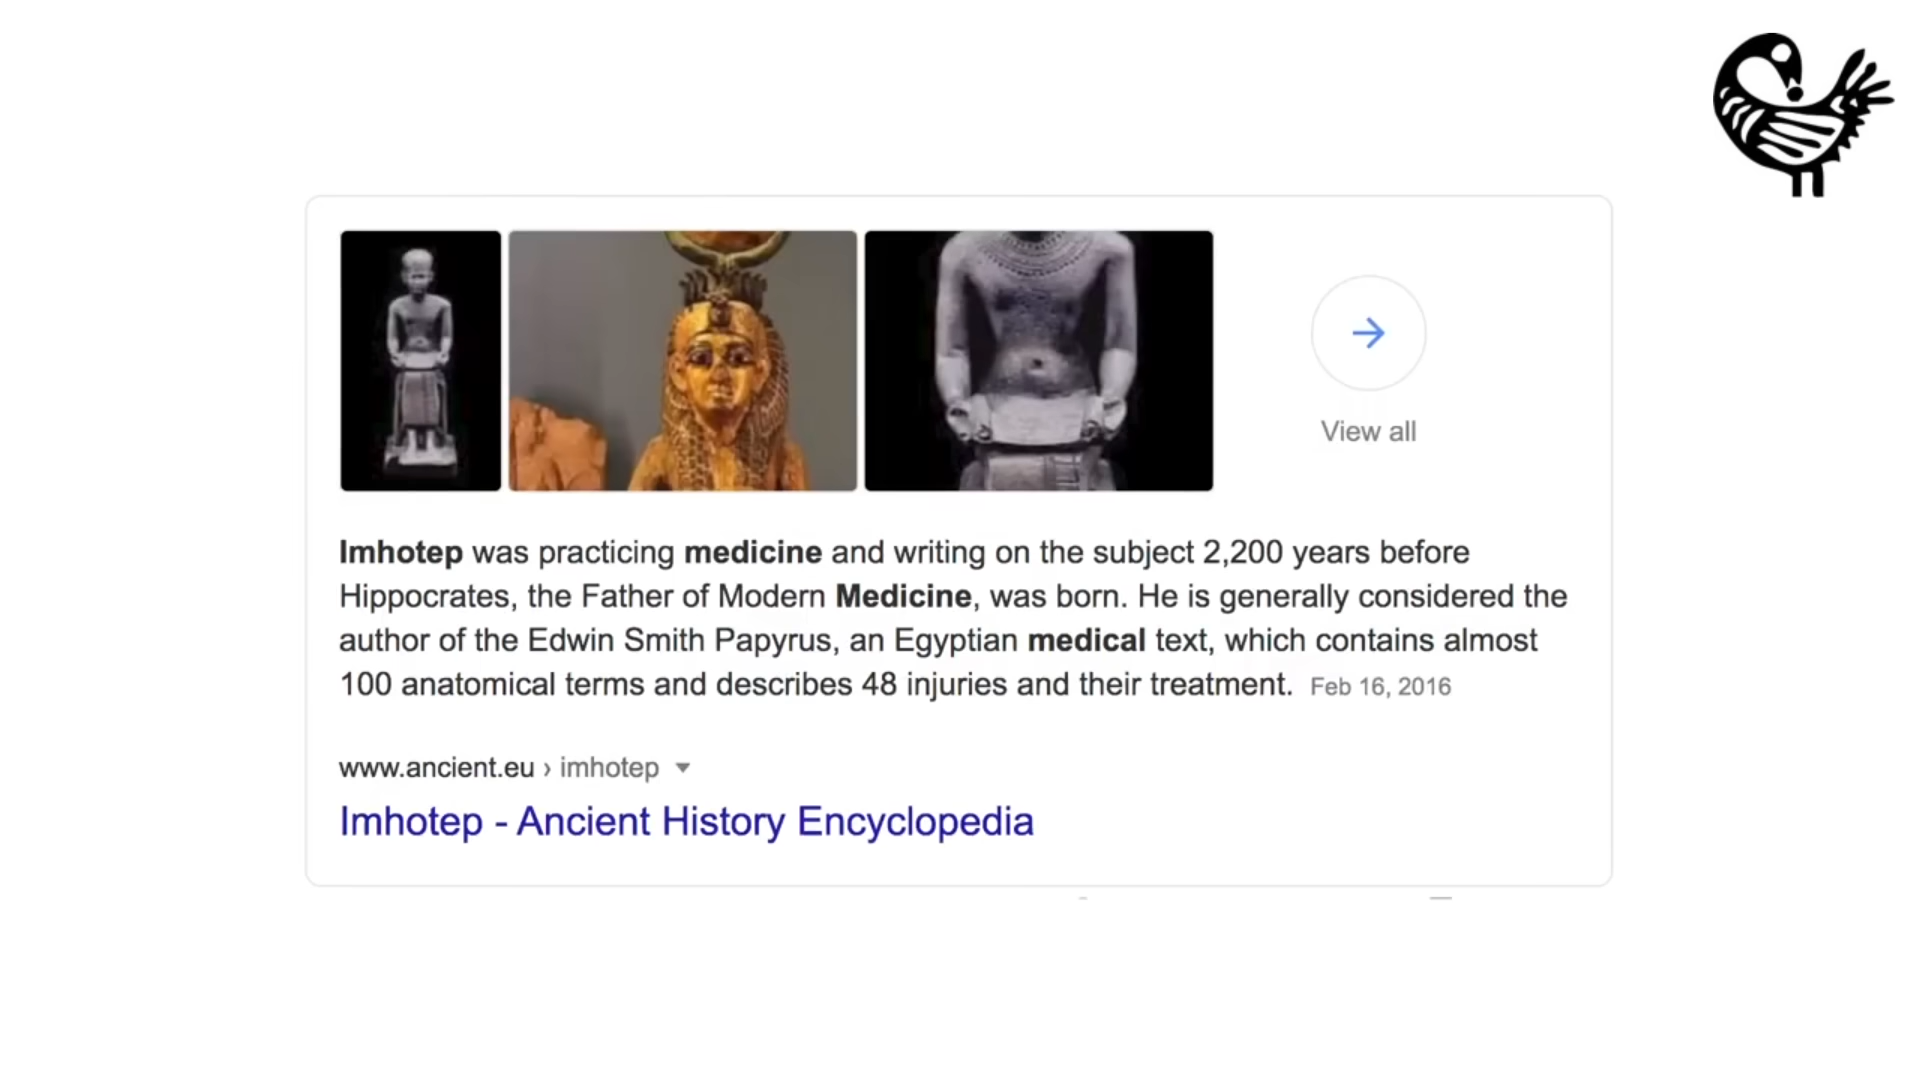 View all
Imhotep was practicing medicine and writing on the subject 2,200 years before
Hippocrates, the Father of Modern Medicine, was born. He is generally considered the
author of the Edwin Smith Papyrus, an Egyptian medical text, which contains almost
100 anatomical terms and describes 48 injuries and their treatment. Feb 16, 2016
www.ancient.eu › imhotep
Imhotep - Ancient History Encyclopedia